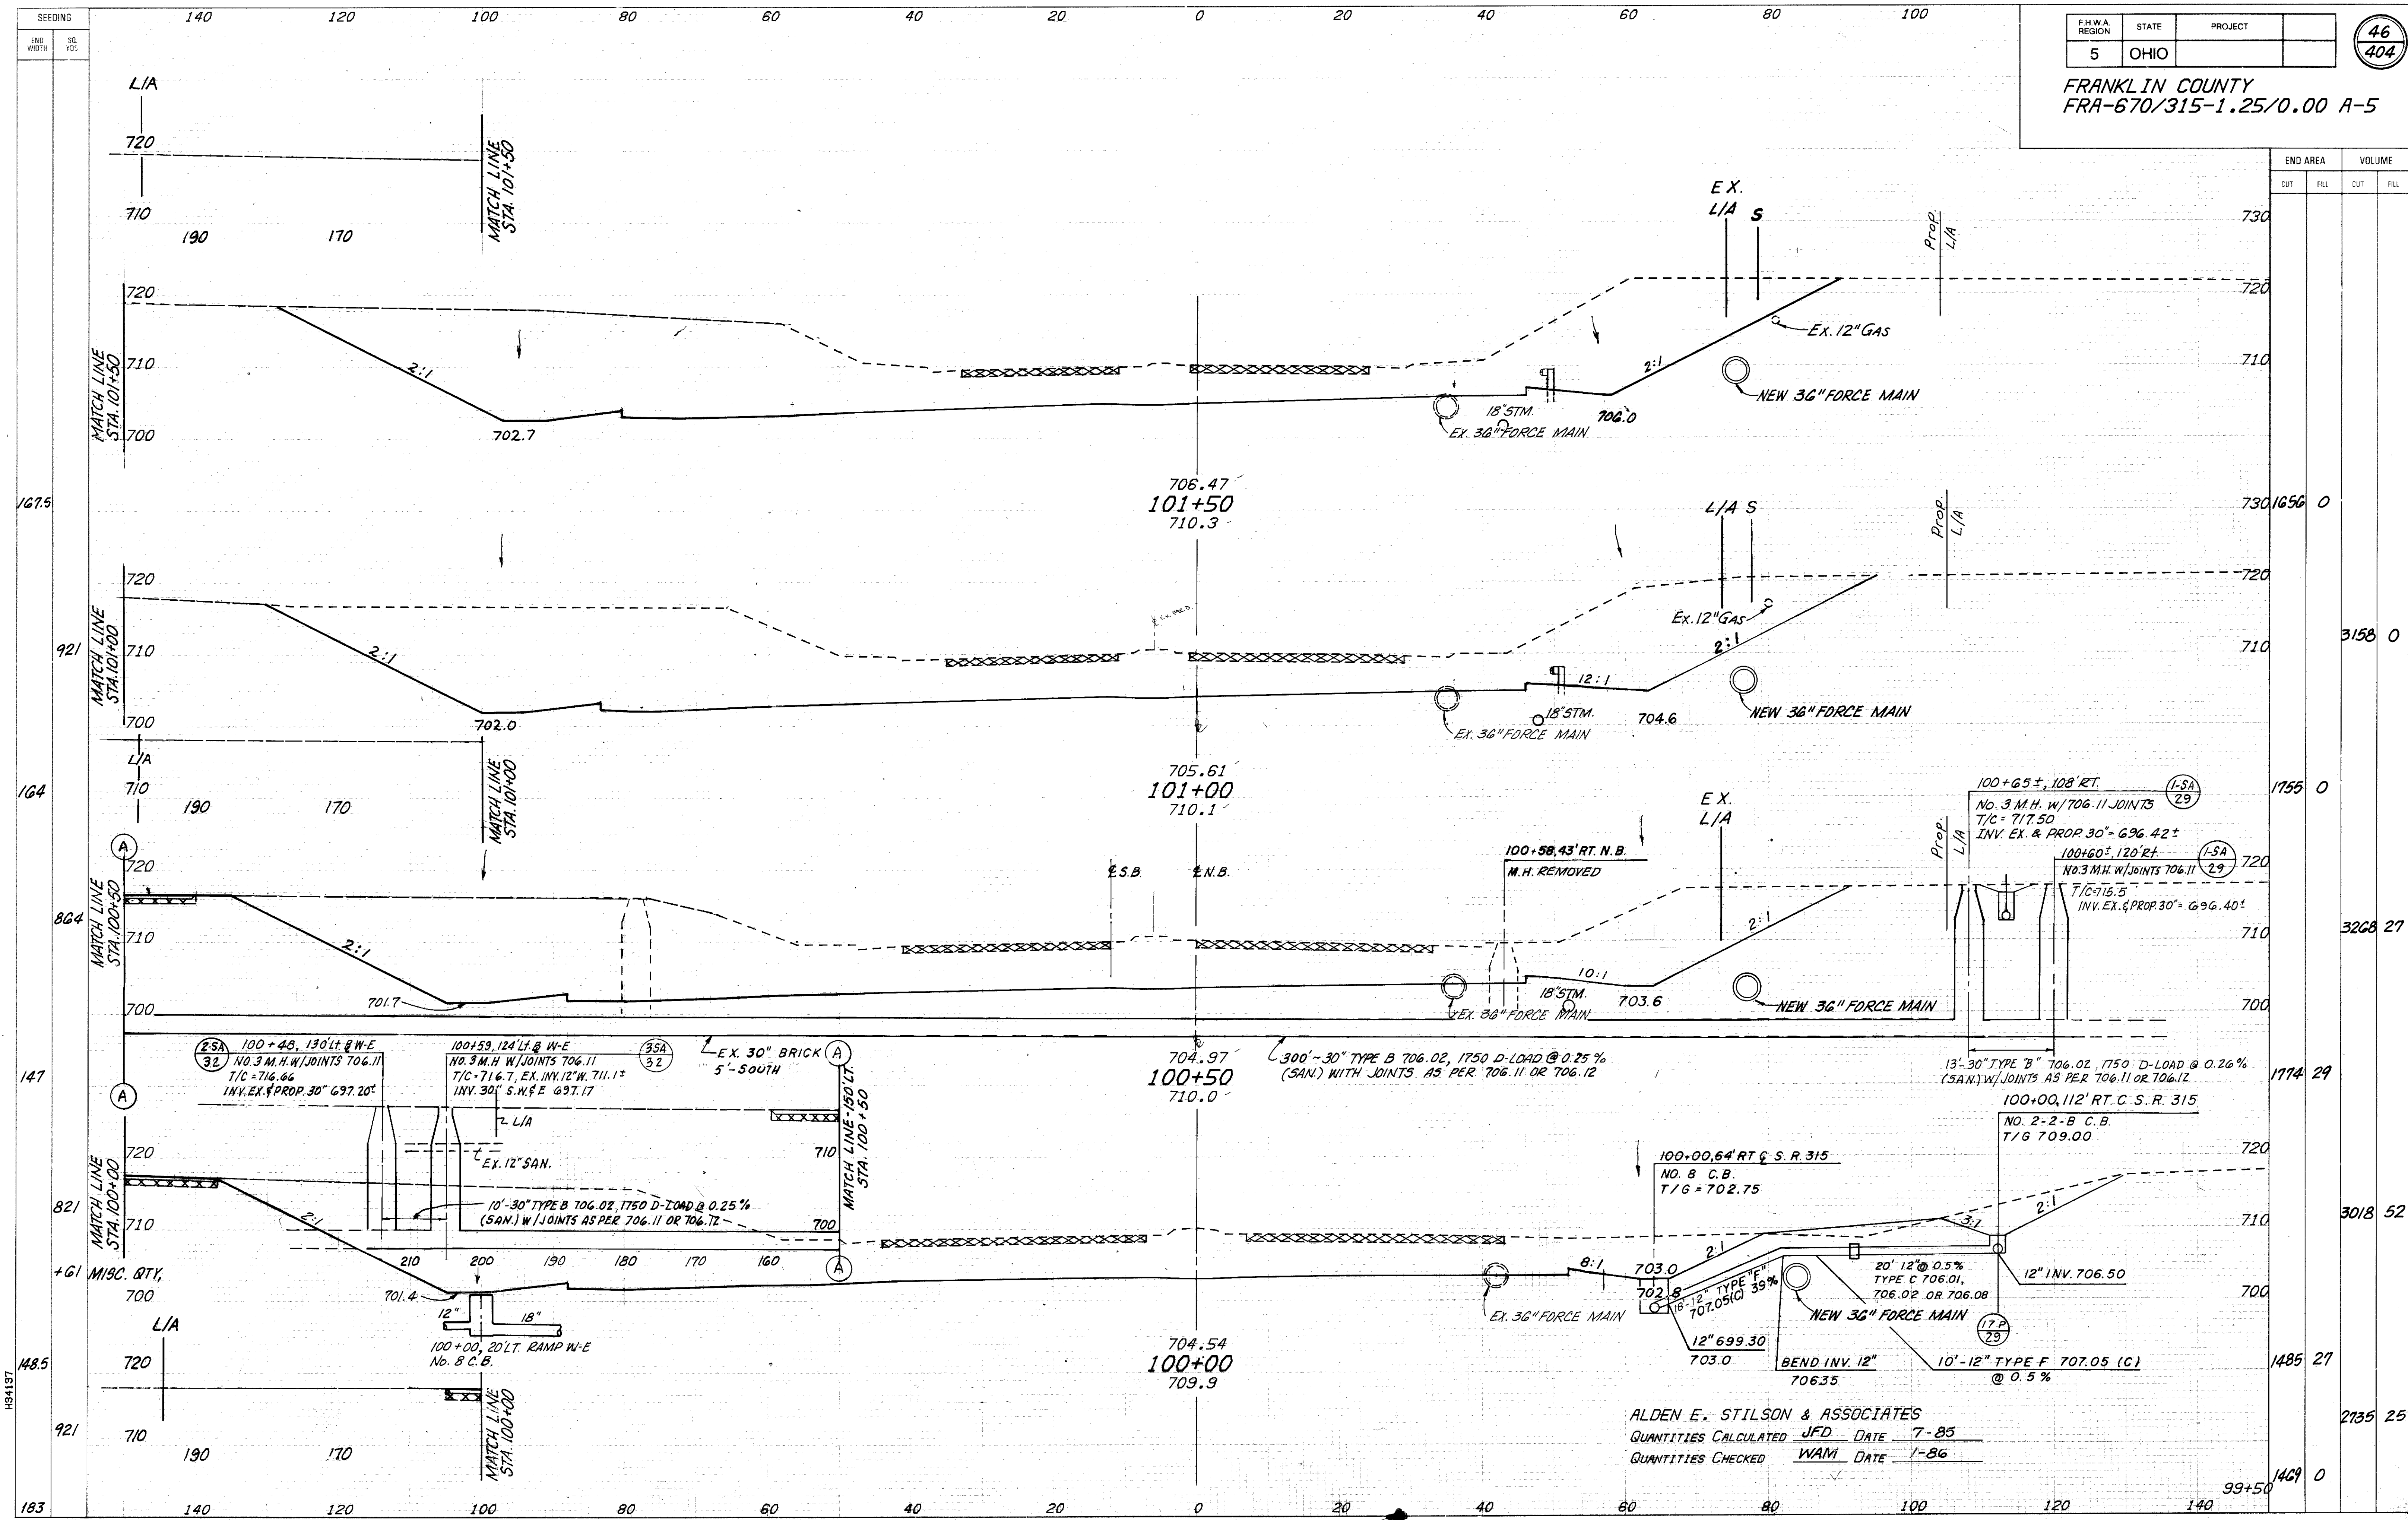 SEEDING
END WIDTH
SQ. YDS.
140 120 100 80 60 40 20 0 20 40 60 80 100
F.H.W.A. REGION STATE PROJECT
5 OHIO
46
404
FRANKLIN COUNTY
FRA-670/315-1.25/0.00 A-5
END AREA VOLUME
CUT FILL CUT FILL
L/A
720
710
190 170
MATCH LINE
STA. 101+50
EX.
L/A S
Prop.
L/A
730
720
710
720
710
700
MATCH LINE
STA. 101+50
2:1
702.7
2:1
Ex. 12" GAS
NEW 36" FORCE MAIN
18" STM.
706.0
EX. 36" FORCE MAIN
706.47
101+50
710.3
167.5
1656 0
L/A S
Prop.
L/A
730
720
710
720
710
700
921
MATCH LINE
STA. 101+00
2:1
702.0
℄ EX. MED.
Ex. 12" GAS
2:1
12:1
18" STM.
704.6
NEW 36" FORCE MAIN
EX. 36" FORCE MAIN
3158 0
L/A
710
190 170
MATCH LINE
STA. 101+00
705.61
101+00
710.1
164
1755 0
EX.
L/A
100+65±, 108' RT.
1-SA
29
NO. 3 M.H. W/706.11 JOINTS
T/C = 717.50
INV. EX. & PROP. 30" = 696.42±
Prop.
L/A
100+60±, 120' Rt.
1-SA
29
NO. 3 M.H. W/JOINTS 706.11
T/C=715.5
INV. EX. & PROP. 30" = 696.40±
100+58, 43' RT. N.B.
M.H. REMOVED
℄ S.B. ℄ N.B.
A
720
710
700
864
MATCH LINE
STA. 100+50
2:1
701.7
2:1
10:1
18" STM.
703.6
NEW 36" FORCE MAIN
EX. 36" FORCE MAIN
720
710
700
3268 27
2-SA
32
100+48, 130' Lt. ℄ W-E
NO. 3 M.H. W/JOINTS 706.11
T/C = 716.66
INV. EX. & PROP. 30" 697.20±
100+59, 124' Lt. ℄ W-E
3SA
32
NO. 3 M.H. W/JOINTS 706.11
T/C=716.7, EX. INV. 12" W. 711.1±
INV. 30" S.W. & E 697.17
EX. 30" BRICK
5'-SOUTH
A
704.97
100+50
710.0
300'~30" TYPE B 706.02, 1750 D-LOAD @ 0.25%
(SAN.) WITH JOINTS AS PER 706.11 OR 706.12
13'-30" TYPE "B" 706.02, 1750 D-LOAD @ 0.26%
(SAN.) W/JOINTS AS PER 706.11 OR 706.12
147
1774 29
A
L/A
EX. 12" SAN.
10'-30" TYPE B 706.02, 1750 D-LOAD @ 0.25%
(SAN.) W/JOINTS AS PER 706.11 OR 706.12
710
700
MATCH LINE-150' LT.
STA. 100+50
210 200 190 180 170 160
A
100+00, 112' RT. C S.R. 315
NO. 2-2-B C.B.
T/G 709.00
100+00, 64' RT ℄ S.R. 315
NO. 8 C.B.
T/G = 702.75
720
710
821
MATCH LINE
STA. 100+00
+61 MISC. QTY,
700
2:1
701.4
12" 18"
100+00, 20' LT. RAMP W-E
No. 8 C.B.
8:1
703.0
702.8
2:1
18'-12" TYPE "F"
707.05(C) 39%
3:1
2:1
20' 12" @ 0.5%
TYPE C 706.01,
706.02 OR 706.08
12" INV. 706.50
EX. 36" FORCE MAIN
NEW 36" FORCE MAIN
17 P
29
12" 699.30
703.0
BEND INV. 12"
70635
10'-12" TYPE F 707.05 (C)
@ 0.5%
720
710
700
3018 52
704.54
100+00
709.9
148.5
1485 27
L/A
720
710
190 170
MATCH LINE
STA. 100+00
H84137
921
2735 25
ALDEN E. STILSON & ASSOCIATES
QUANTITIES CALCULATED JFD DATE 7-85
QUANTITIES CHECKED WAM DATE 1-86
1469 0
99+50
183
140 120 100 80 60 40 20 0 20 40 60 80 100 120 140